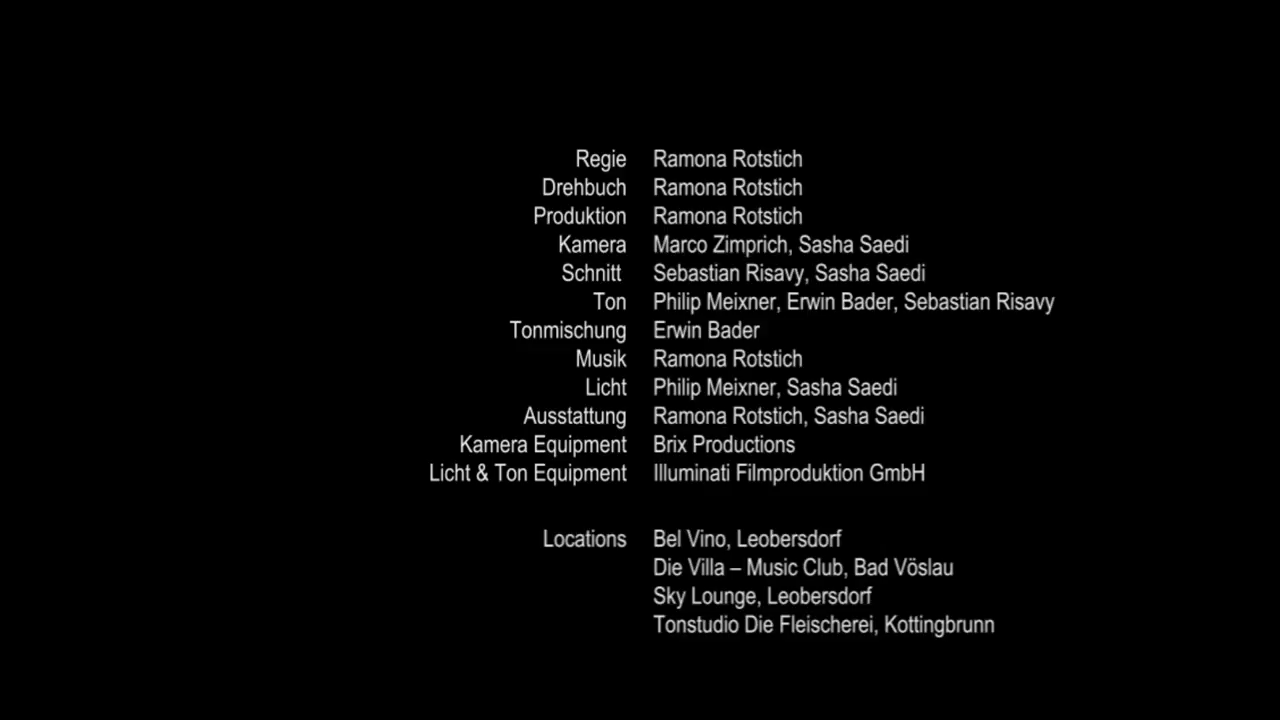 Regie Ramona Rotstich
Drehbuch Ramona Rotstich
Produktion Ramona Rotstich
Kamera Marco Zimprich, Sasha Saedi
Schnitt Sebastian Risavy, Sasha Saedi
Ton Philip Meixner, Erwin Bader, Sebastian Risavy
Tonmischung Erwin Bader
Musik Ramona Rotstich
Licht Philip Meixner, Sasha Saedi
Ausstattung Ramona Rotstich, Sasha Saedi
Kamera Equipment Brix Productions
Licht & Ton Equipment Illuminati Filmproduktion GmbH
Locations Bel Vino, Leobersdorf
Die Villa – Music Club, Bad Vöslau
Sky Lounge, Leobersdorf
Tonstudio Die Fleischerei, Kottingbrunn